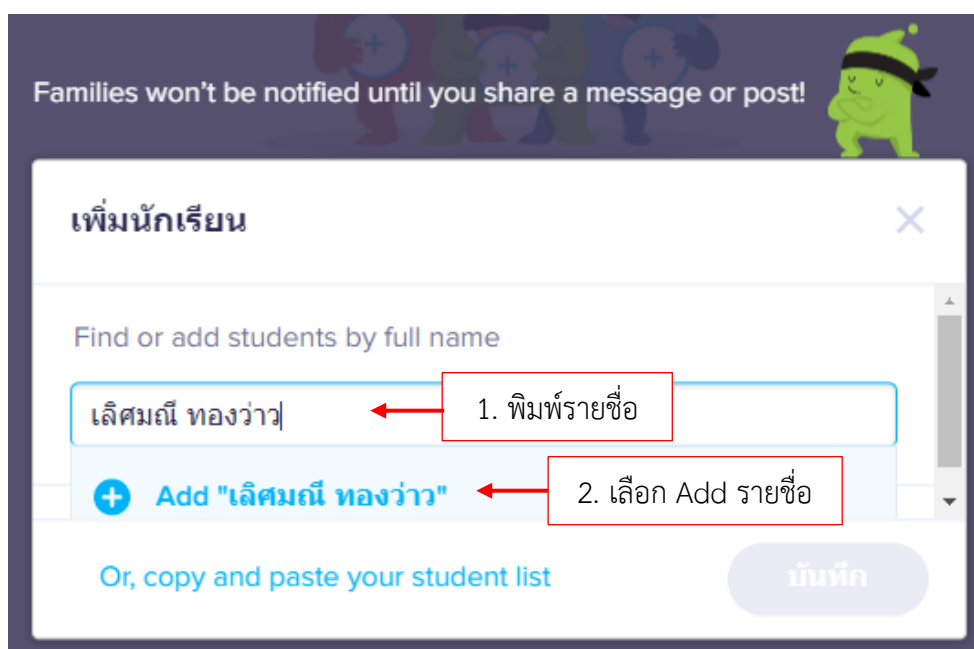 Families won't be notified until you share a message or post!
เพิ่มนักเรียน
Find or add students by full name
เลิศมณี ทองว่าว
1. พิมพ์รายชื่อ
Add "เลิศมณี ทองว่าว"
2. เลือก Add รายชื่อ
Or, copy and paste your student list
บันทึก